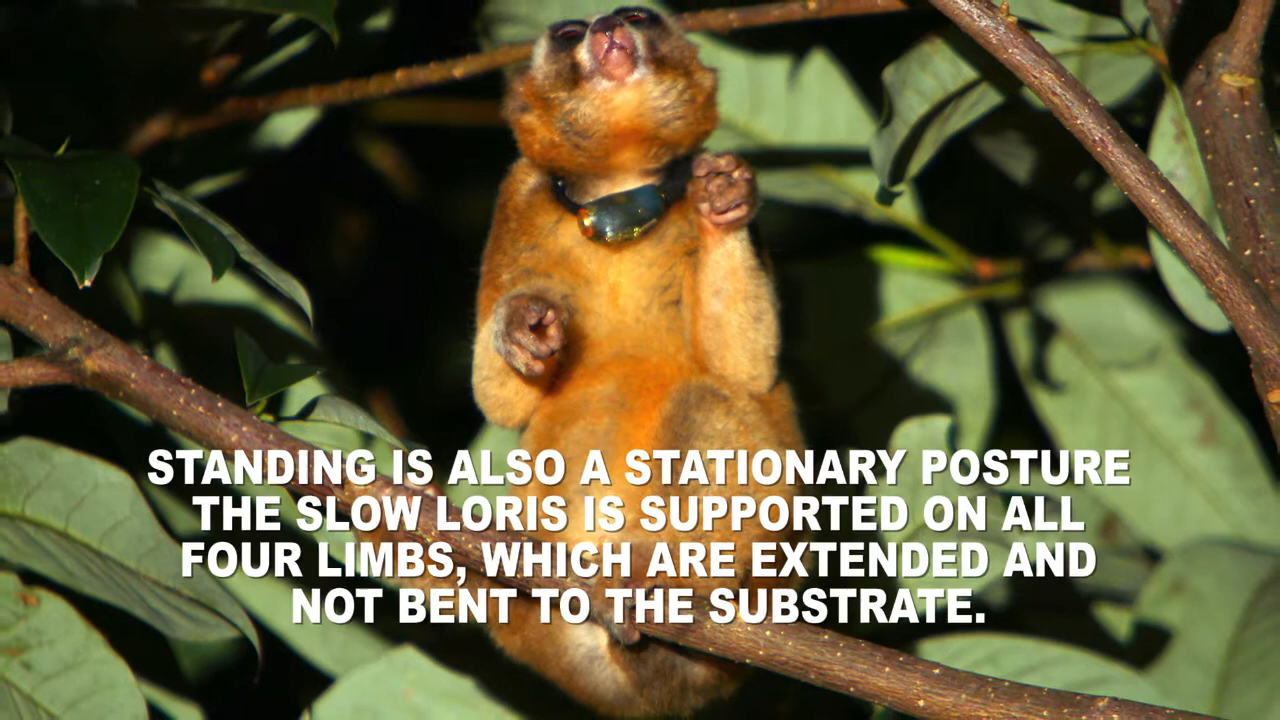 STANDING IS ALSO A STATIONARY POSTURE
THE SLOW LORIS IS SUPPORTED ON ALL
FOUR LIMBS, WHICH ARE EXTENDED AND
NOT BENT TO THE SUBSTRATE.